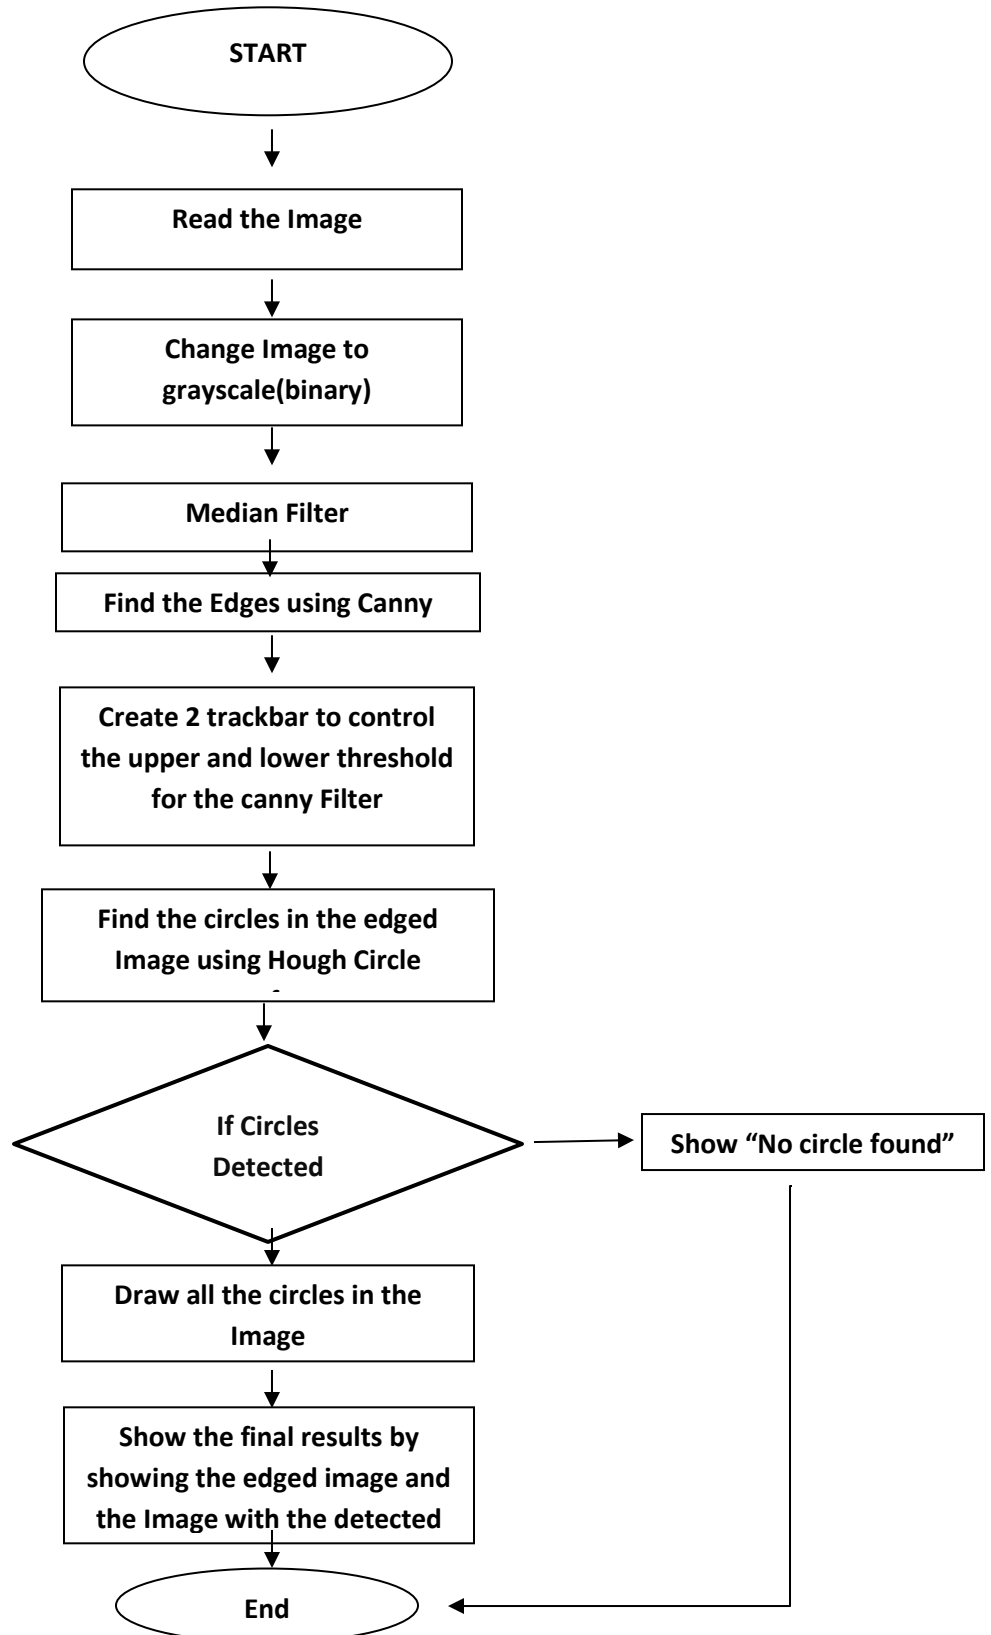 START
Read the Image
Change Image to
grayscale(binary)
Median Filter
Find the Edges using Canny
Create 2 trackbar to control
the upper and lower threshold
for the canny Filter
Find the circles in the edged
Image using Hough Circle
If Circles
Detected
Show “No circle found”
Draw all the circles in the
Image
Show the final results by
showing the edged image and
the Image with the detected
End